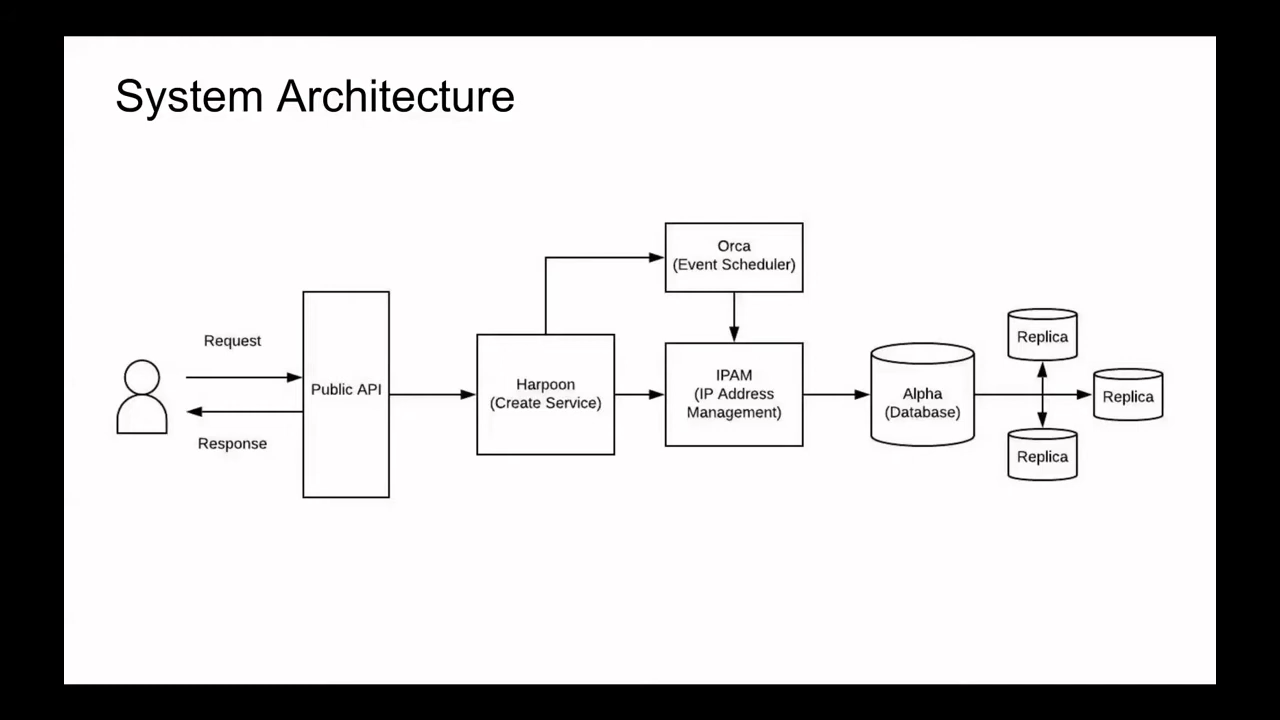 System Architecture
Request
Response
Public API
Harpoon
(Create Service)
Orca
(Event Scheduler)
IPAM
(IP Address
Management)
Alpha
(Database)
Replica
Replica
Replica